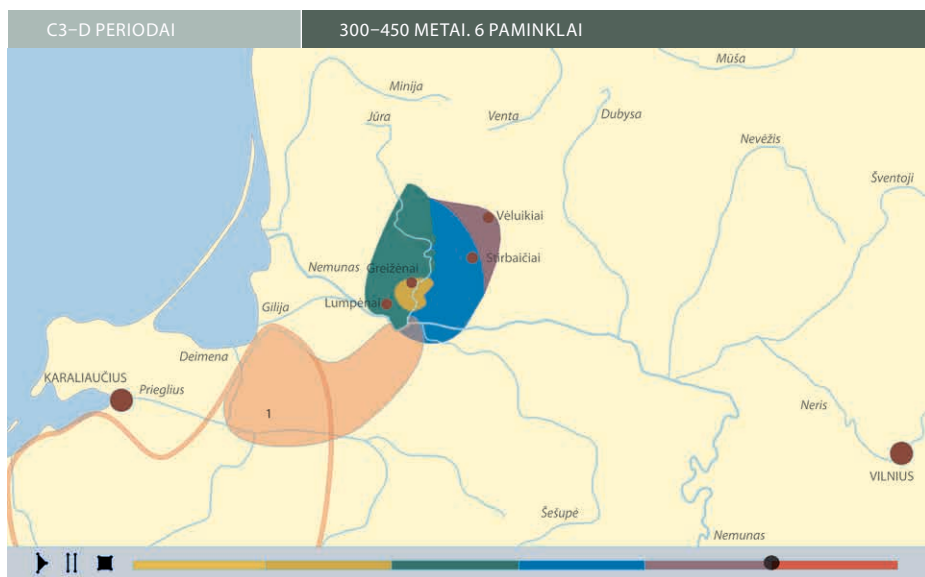 C3–D PERIODAI
300–450 METAI. 6 PAMINKLAI
Mūša
Minija
Jūra
Venta
Dubysa
Nevėžis
Šventoji
Vėluikiai
Stirbaičiai
Nemunas
Greižėnai
Lumpėnai
Gilija
Deimena
KARALIAUČIUS
Prieglius
1
Neris
VILNIUS
Šešupė
Nemunas